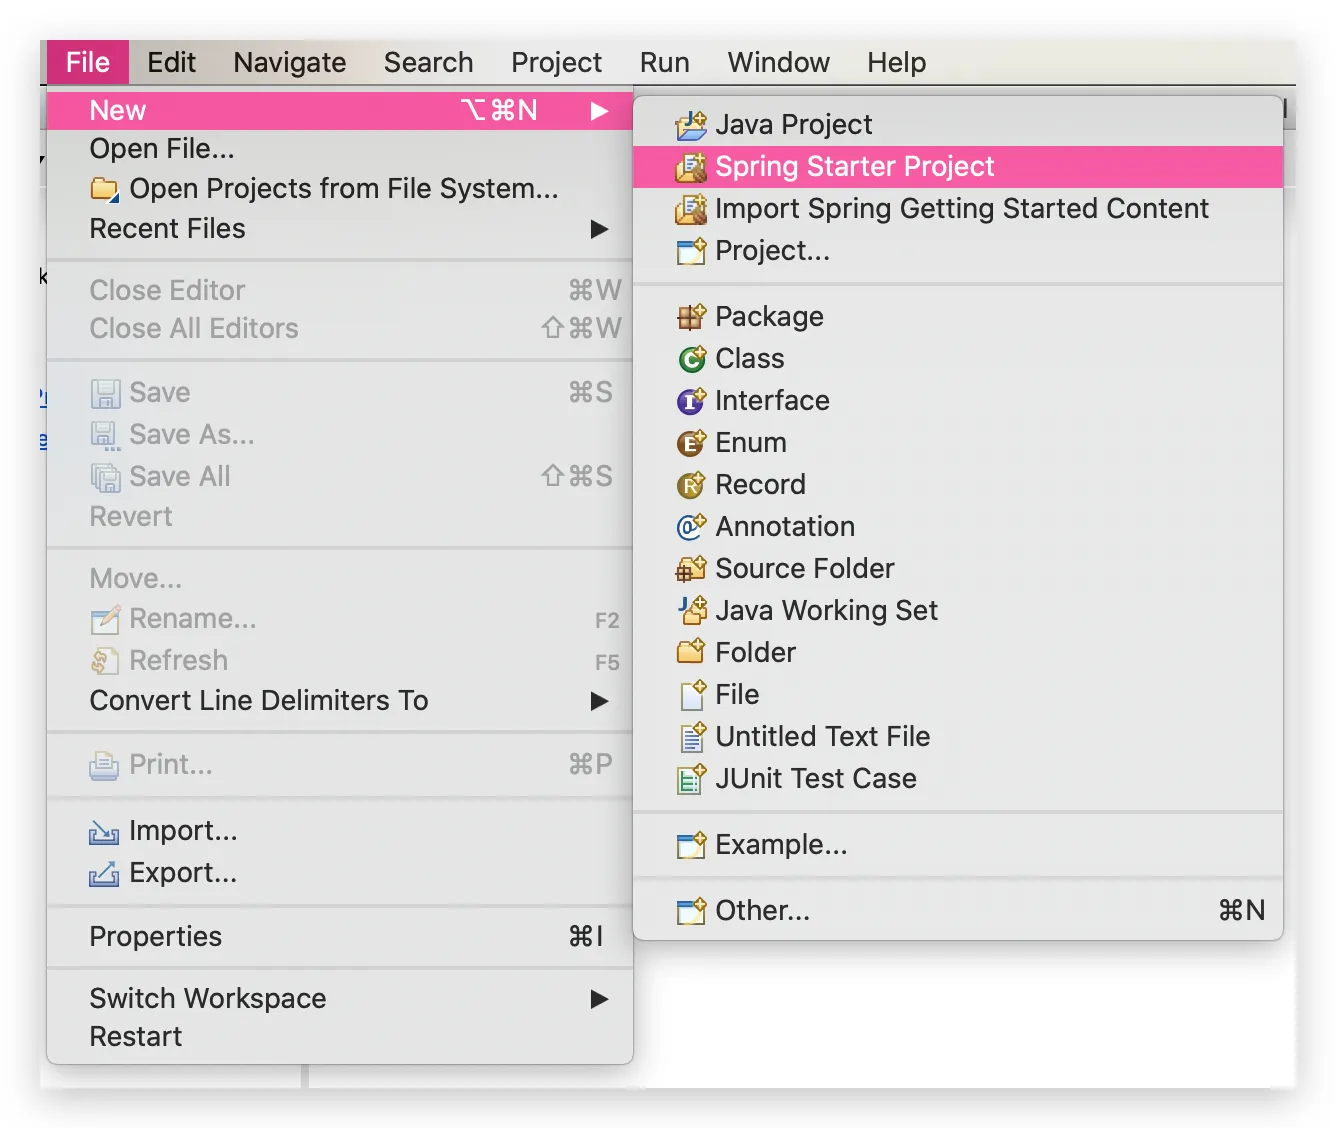 File Edit Navigate Search Project Run Window Help
New ⌥⌘N ▶
Open File...
Open Projects from File System...
Recent Files ▶
Close Editor ⌘W
Close All Editors ⇧⌘W
Save ⌘S
Save As...
Save All ⇧⌘S
Revert
Move...
Rename... F2
Refresh F5
Convert Line Delimiters To ▶
Print... ⌘P
Import...
Export...
Properties ⌘I
Switch Workspace ▶
Restart
Java Project
Spring Starter Project
Import Spring Getting Started Content
Project...
Package
Class
Interface
Enum
Record
Annotation
Source Folder
Java Working Set
Folder
File
Untitled Text File
JUnit Test Case
Example...
Other... ⌘N